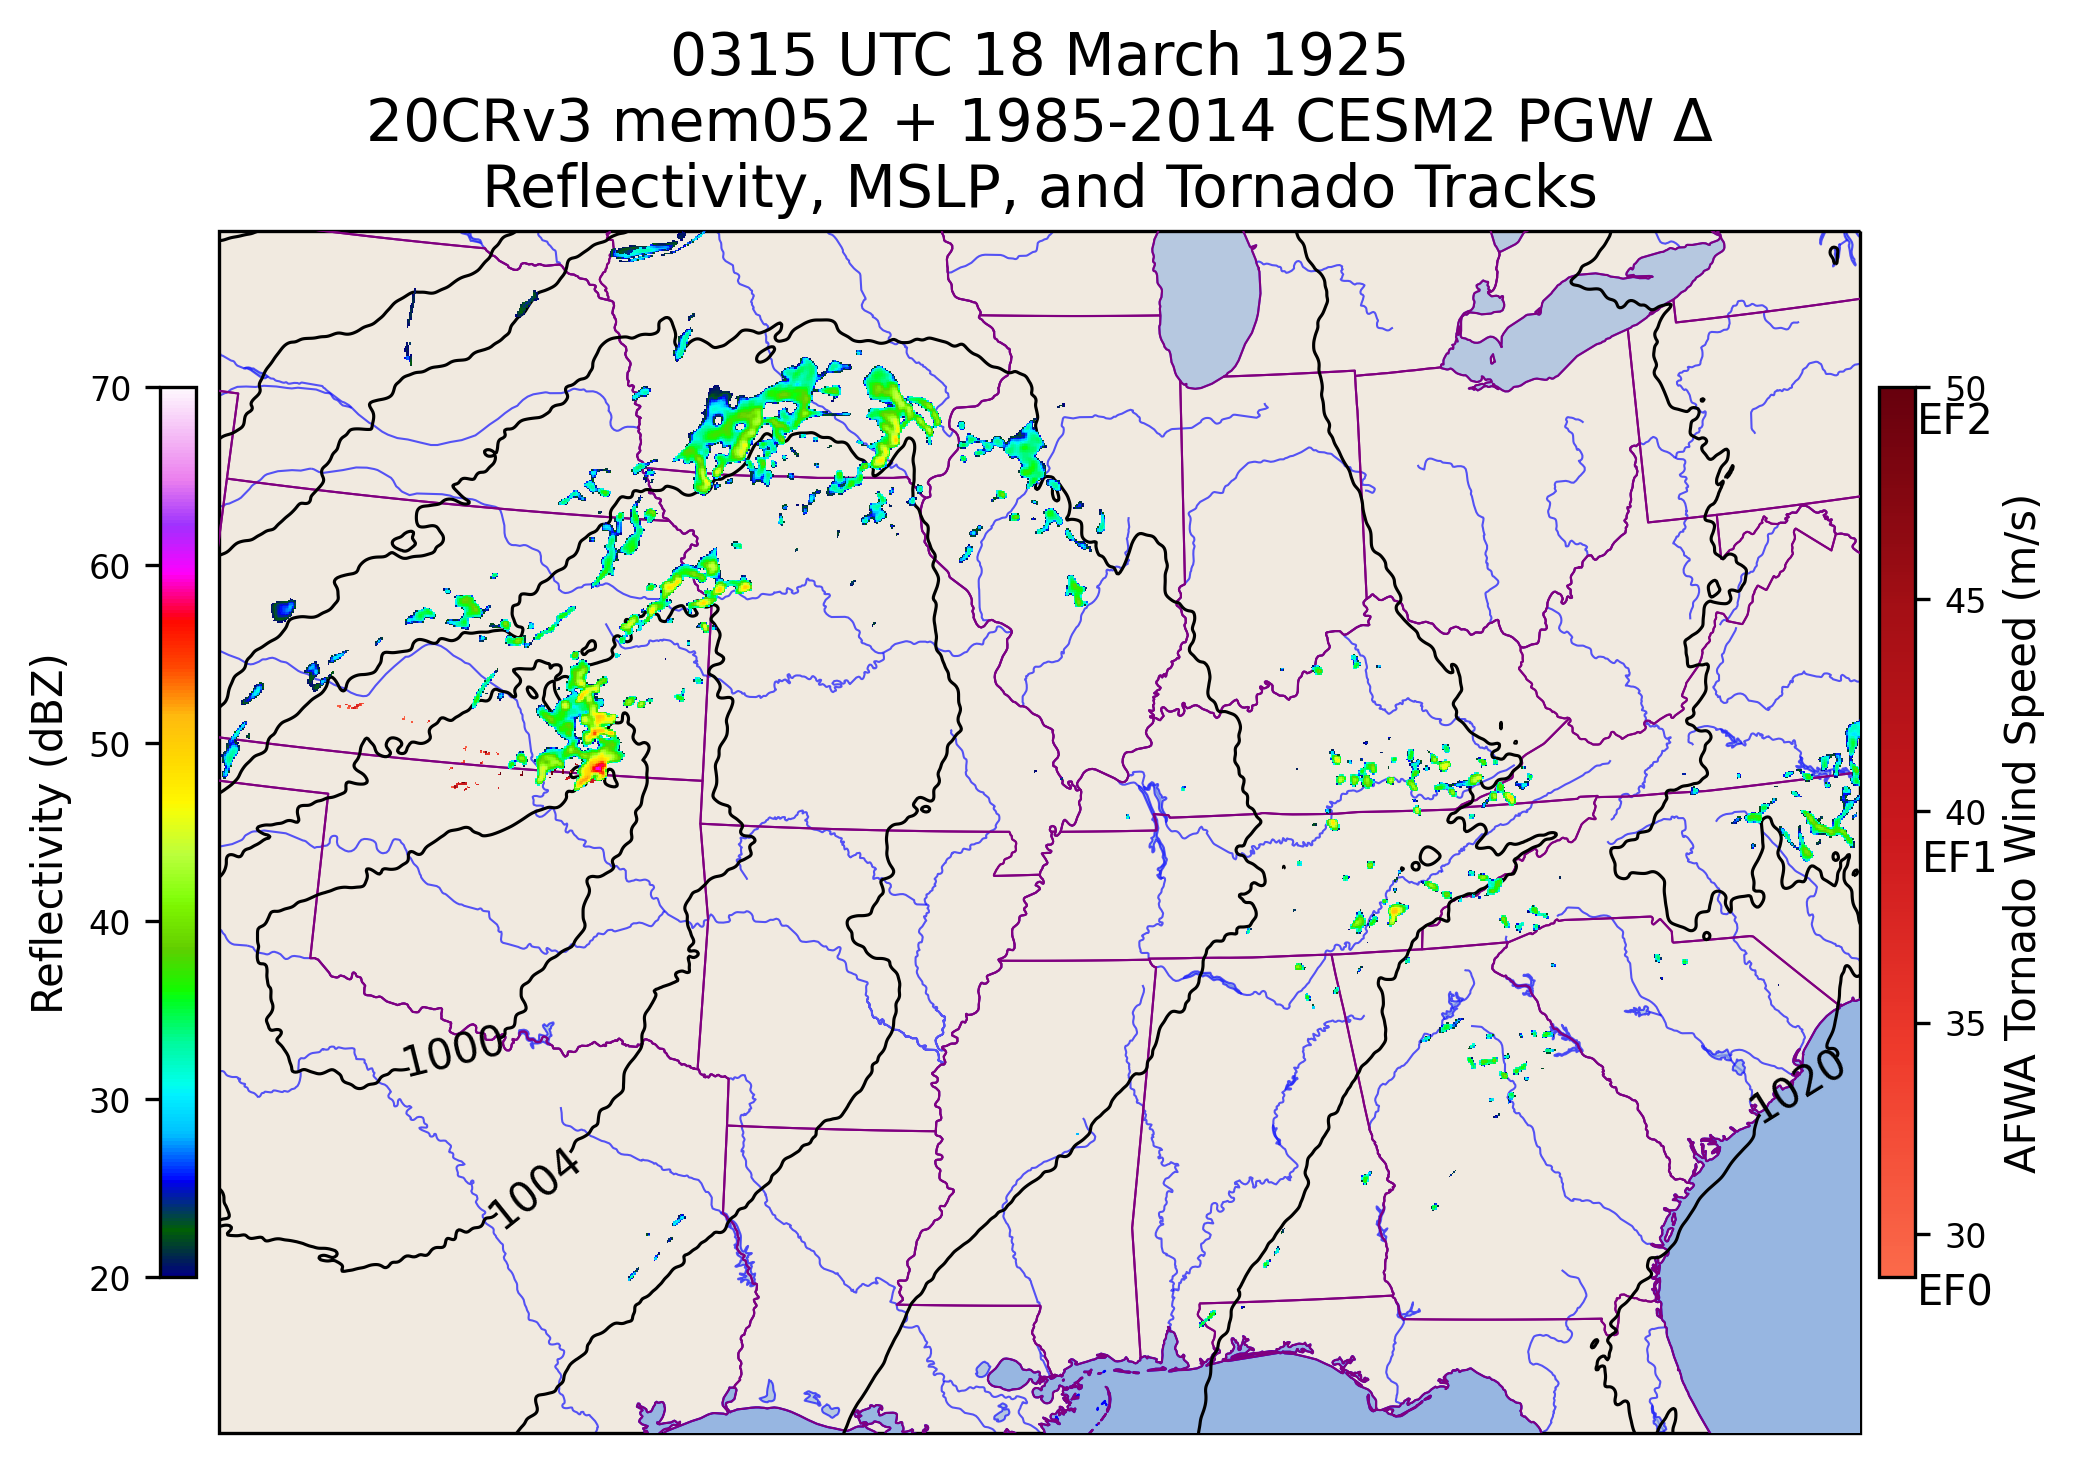 0315 UTC 18 March 1925
20CRv3 mem052 + 1985-2014 CESM2 PGW Δ
Reflectivity, MSLP, and Tornado Tracks
70
60
50
40
30
20
Reflectivity (dBZ)
1000
1004
1020
50
EF2
45
40
EF1
35
30
EF0
AFWA Tornado Wind Speed (m/s)